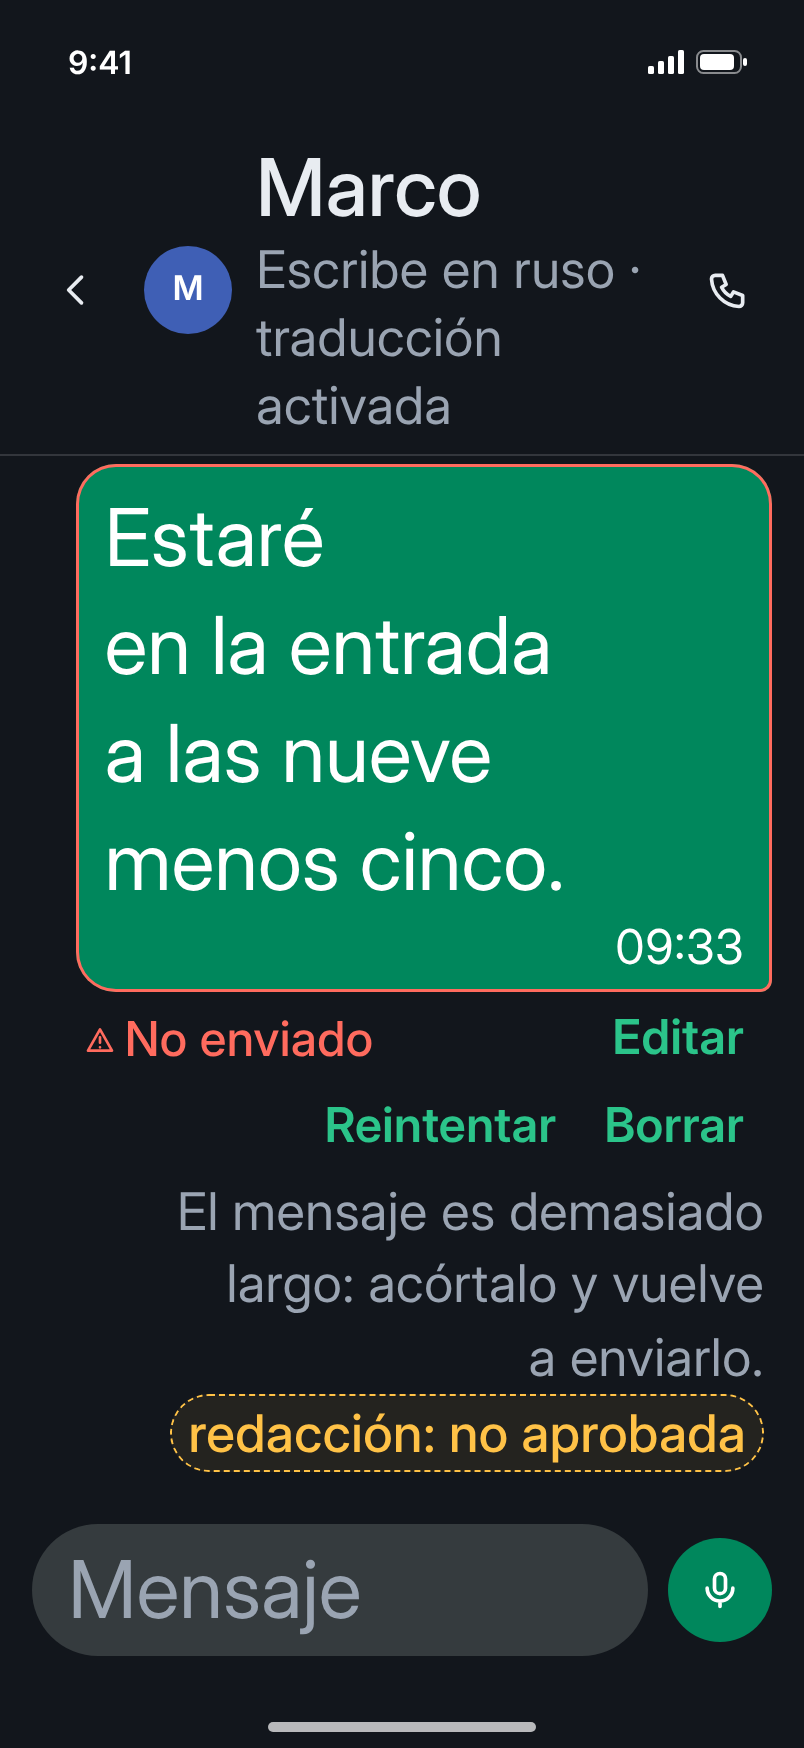 9:41
Marco
M
Escribe en ruso ·
traducción
activada
Estaré
en la entrada
a las nueve
menos cinco.
09:33
No enviado
Editar
Reintentar
Borrar
El mensaje es demasiado
largo: acórtalo y vuelve
a enviarlo.
redacción: no aprobada
Mensaje